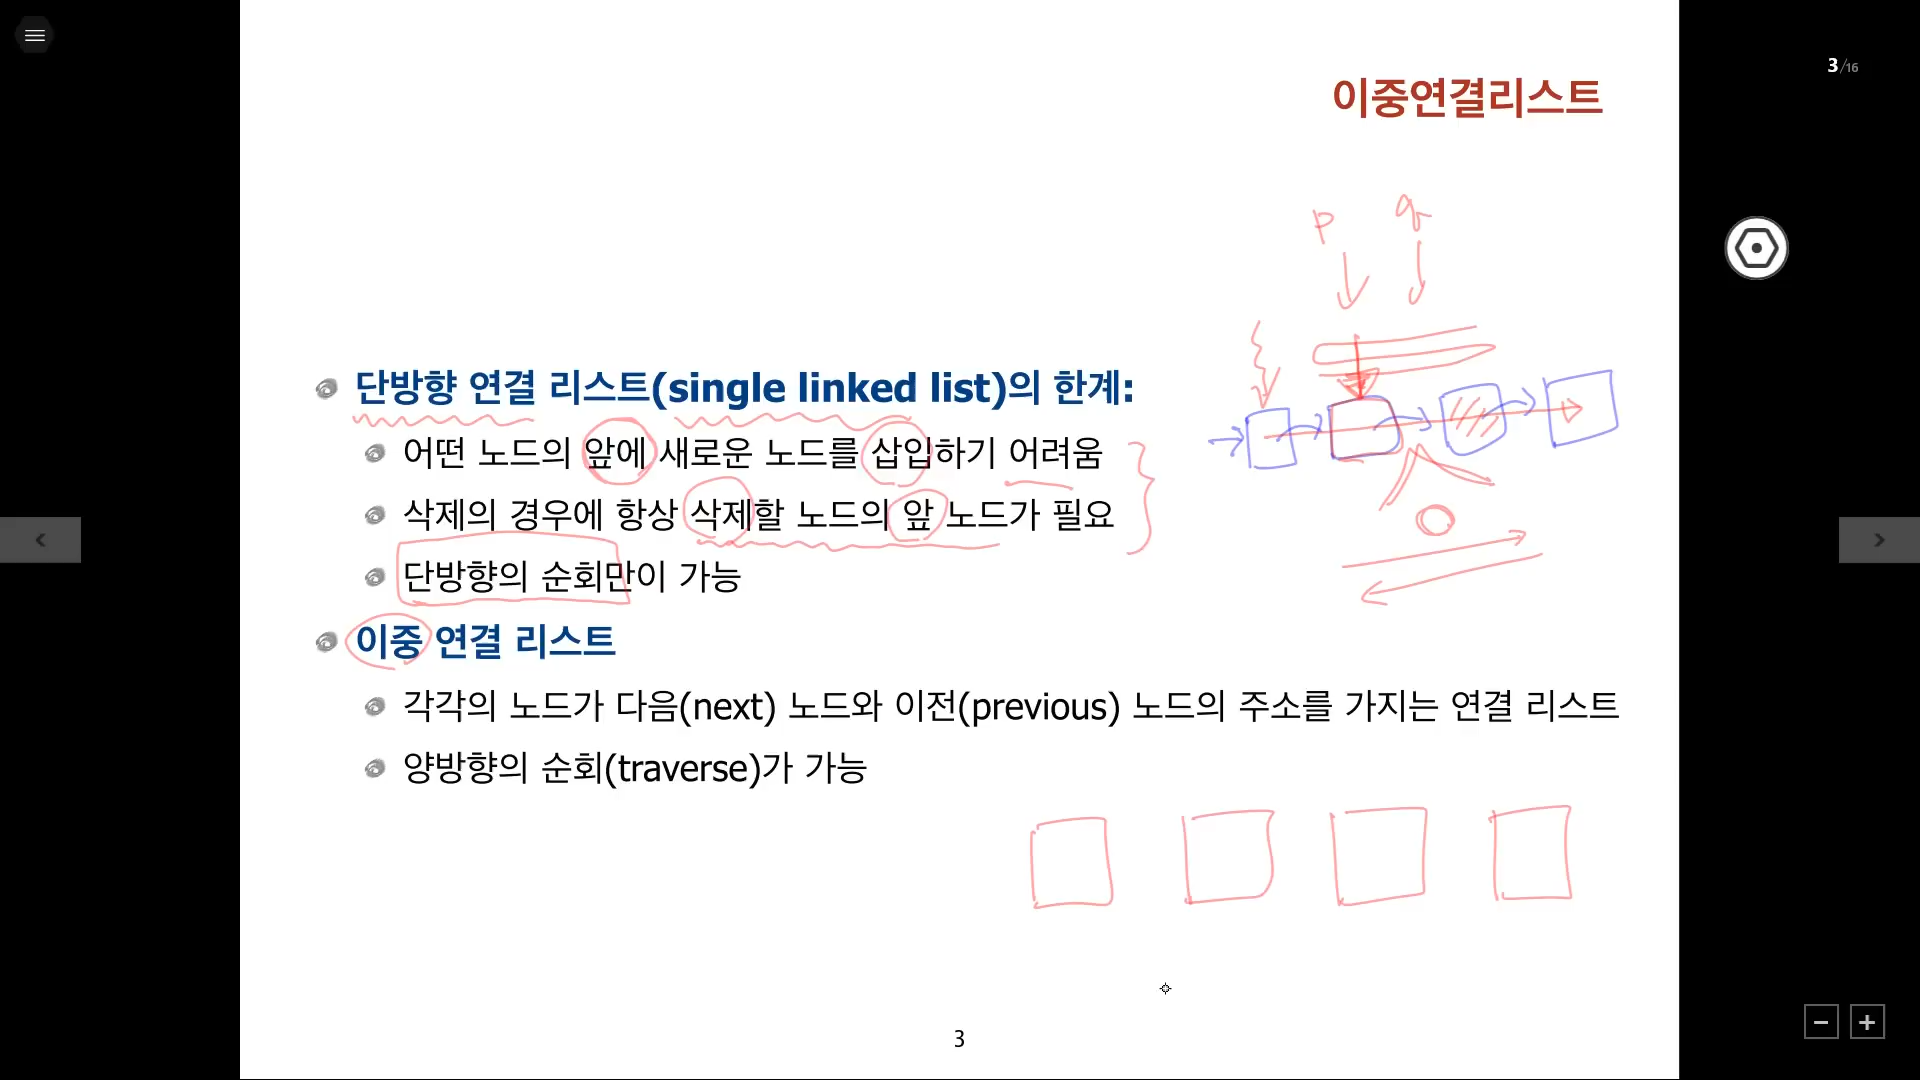 3/16
이중연결리스트
p q
단방향 연결 리스트(single linked list)의 한계:
어떤 노드의 앞에 새로운 노드를 삽입하기 어려움
삭제의 경우에 항상 삭제할 노드의 앞 노드가 필요
단방향의 순회만이 가능
이중 연결 리스트
각각의 노드가 다음(next) 노드와 이전(previous) 노드의 주소를 가지는 연결 리스트
양방향의 순회(traverse)가 가능
3